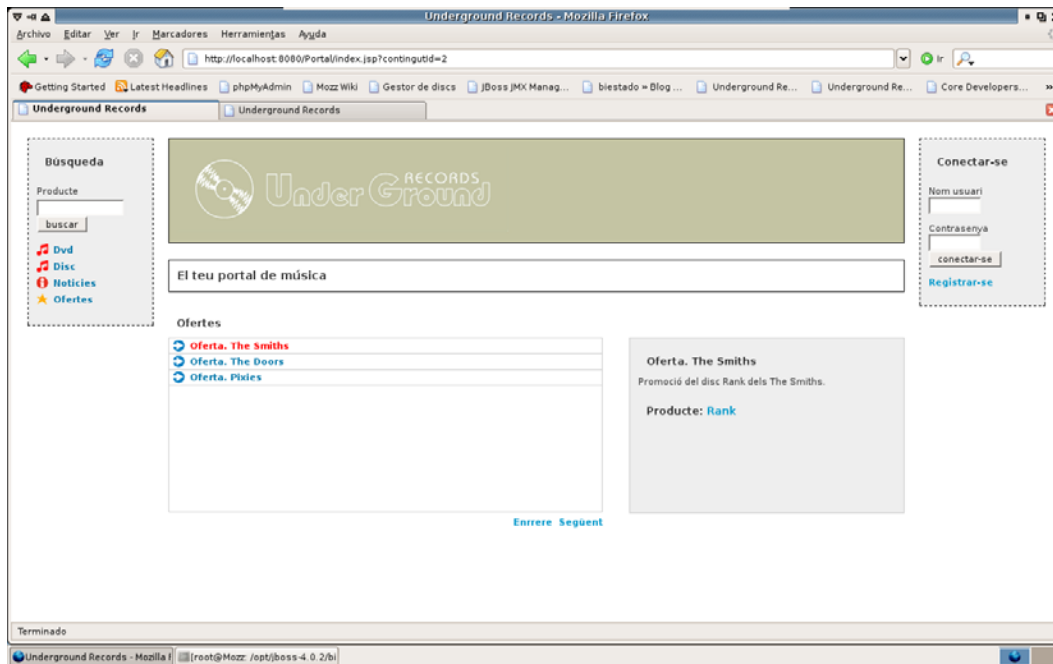 Underground Records - Mozilla Firefox
Archivo Editar Ver Ir Marcadores Herramientas Ayuda
http://localhost:8080/Portal/index.jsp?contingutId=2
Ir
Getting Started Latest Headlines phpMyAdmin Mozz Wiki Gestor de discs JBoss JMX Manag... biestado = Blog ... Underground Re... Underground Re... Core Developers... »
Underground Records Underground Records
Búsqueda
Producte
buscar
Dvd
Disc
Noticies
Ofertes
UnderGround RECORDS
El teu portal de música
Ofertes
Oferta. The Smiths
Oferta. The Doors
Oferta. Pixies
Enrrere Següent
Oferta. The Smiths
Promoció del disc Rank dels The Smiths.
Producte: Rank
Conectar-se
Nom usuari
Contrasenya
conectar-se
Registrar-se
Terminado
Underground Records - Mozilla F [root@Mozz: /opt/jboss-4.0.2/bi